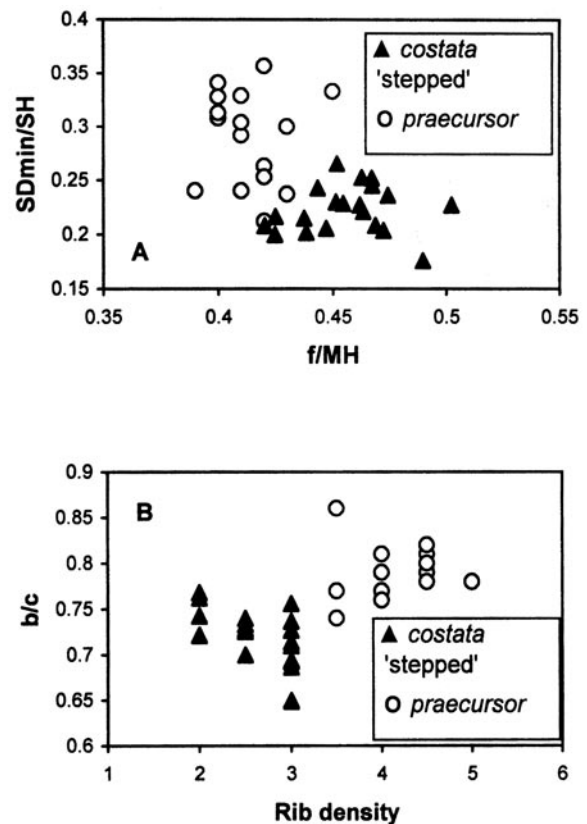 0.4
0.35
0.3
0.25
0.2
0.15
SDmin/SH
A
costata
'stepped'
praecursor
0.35 0.4 0.45 0.5 0.55
f/MH
0.9
0.85
0.8
0.75
0.7
0.65
0.6
b/c
B
costata
'stepped'
praecursor
1 2 3 4 5 6
Rib density